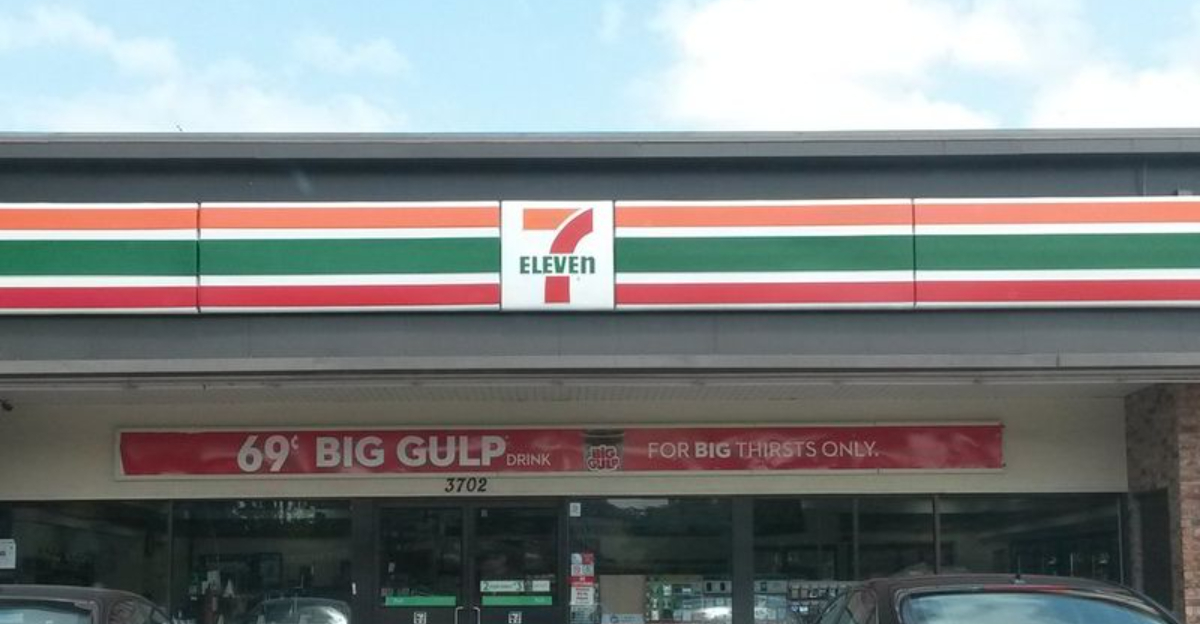 7
ELEVEn
69¢ BIG GULP DRINK BIG GULP FOR BIG THIRSTS ONLY.
3702